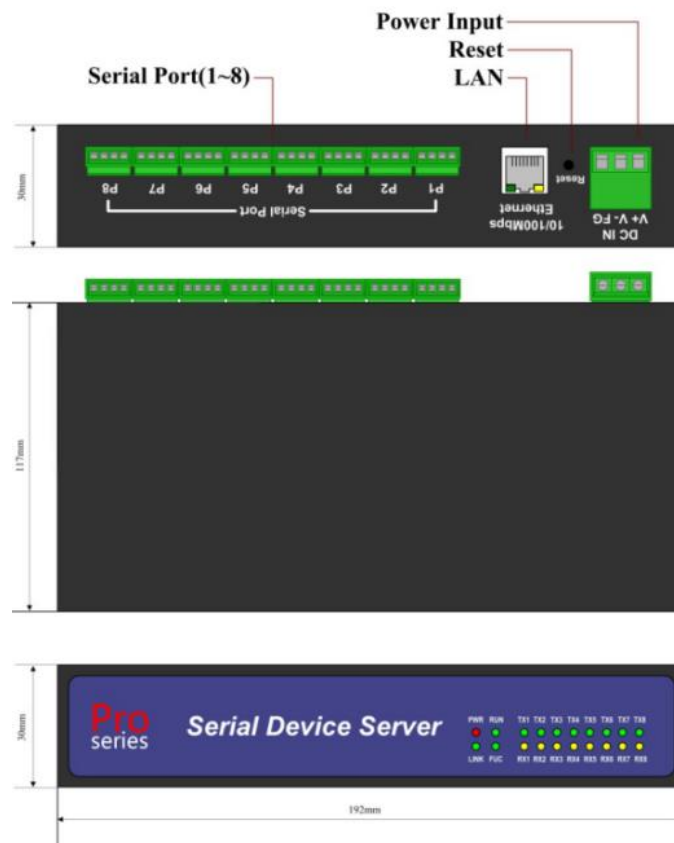 Power Input
Reset
LAN
Serial Port(1~8)
30mm
P8 P7 P6 P5 P4 P3 P2 P1
Serial Port
10/100Mbps
Ethernet
Reset
V+ V- FG
DC IN
117mm
30mm
Pro
series
Serial Device Server
PWR RUN TX1 TX2 TX3 TX4 TX5 TX6 TX7 TX8
LINK FUC RX1 RX2 RX3 RX4 RX5 RX6 RX7 RX8
192mm